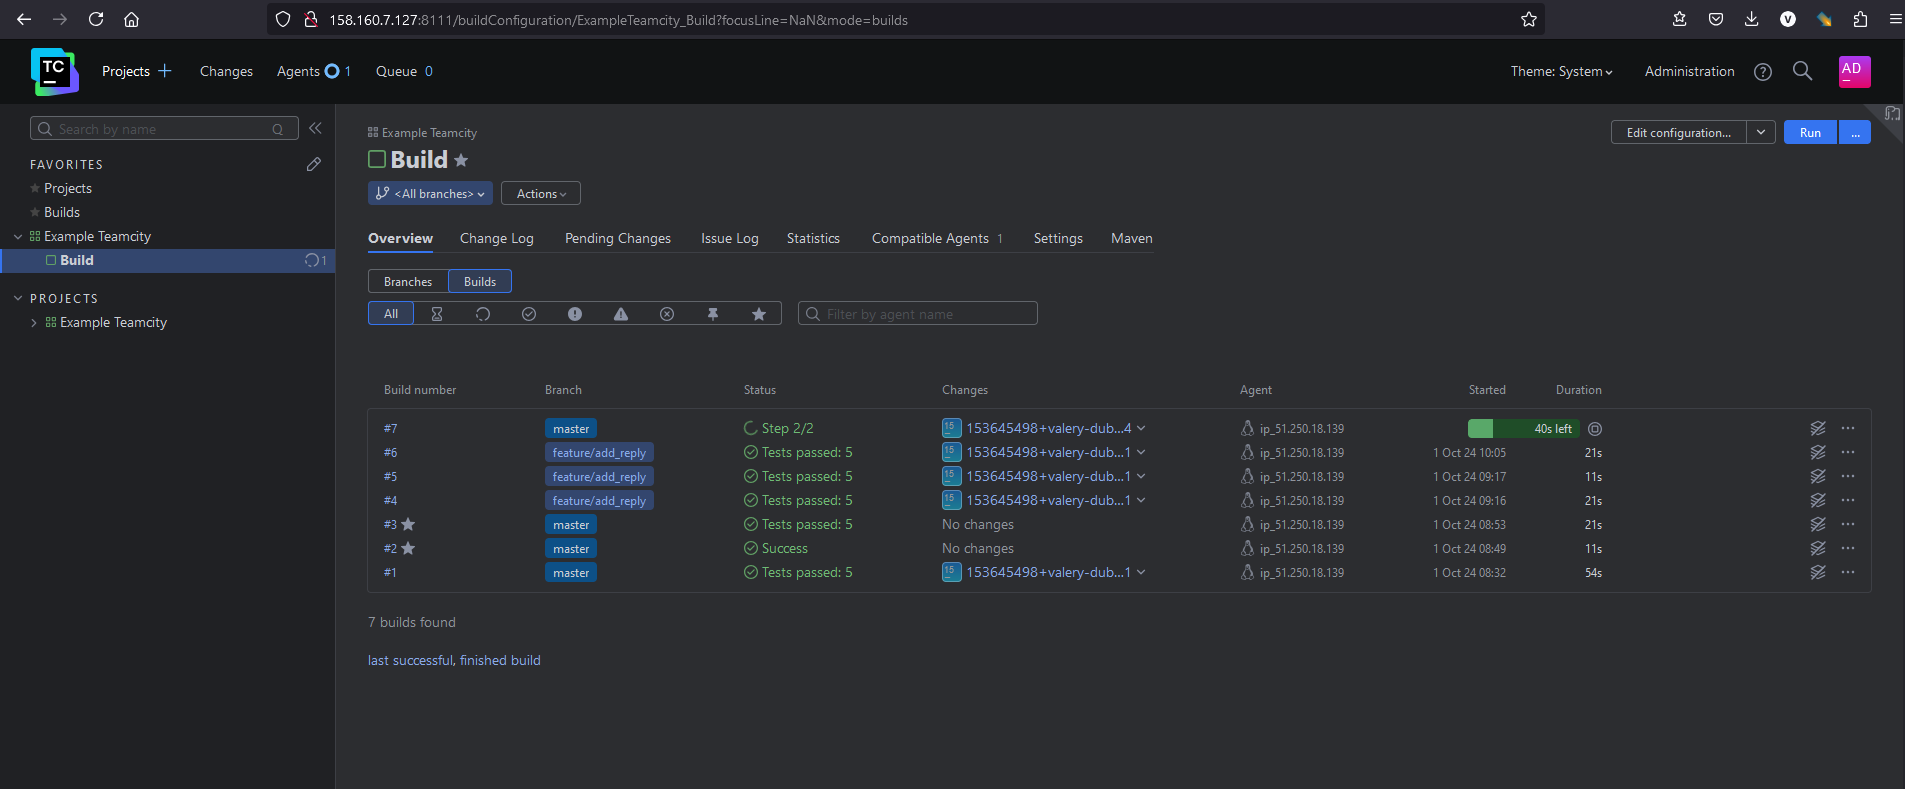 158.160.7.127:8111/buildConfiguration/ExampleTeamcity_Build?focusLine=NaN&mode=builds
V
TC
Projects
Changes
Agents 1
Queue 0
Theme: System
Administration
?
AD
Search by name Q
FAVORITES
Projects
Builds
Example Teamcity
Build 1
PROJECTS
Example Teamcity
Example Teamcity
Build
Edit configuration...
Run ...
<All branches>
Actions
Overview Change Log Pending Changes Issue Log Statistics Compatible Agents 1 Settings Maven
Branches Builds
All
Filter by agent name
Build number Branch Status Changes Agent Started Duration
#7 master Step 2/2 15 153645498+valery-dub...4 ip_51.250.18.139 40s left
#6 feature/add_reply Tests passed: 5 15 153645498+valery-dub...1 ip_51.250.18.139 1 Oct 24 10:05 21s
#5 feature/add_reply Tests passed: 5 15 153645498+valery-dub...1 ip_51.250.18.139 1 Oct 24 09:17 11s
#4 feature/add_reply Tests passed: 5 15 153645498+valery-dub...1 ip_51.250.18.139 1 Oct 24 09:16 21s
#3 master Tests passed: 5 No changes ip_51.250.18.139 1 Oct 24 08:53 21s
#2 master Success No changes ip_51.250.18.139 1 Oct 24 08:49 11s
#1 master Tests passed: 5 15 153645498+valery-dub...1 ip_51.250.18.139 1 Oct 24 08:32 54s
7 builds found
last successful, finished build